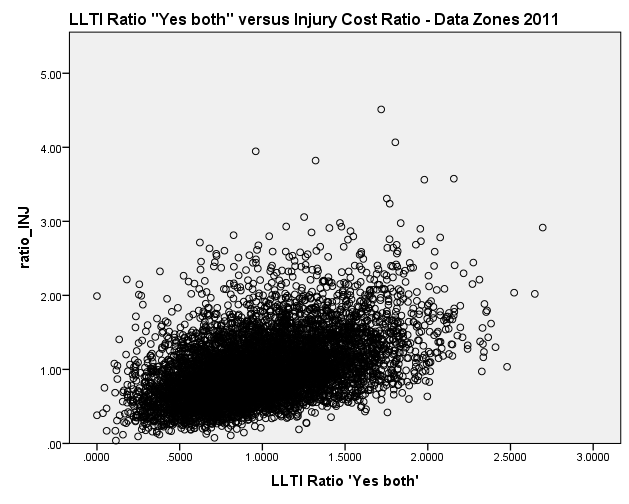 LLTI Ratio "Yes both" versus Injury Cost Ratio - Data Zones 2011
ratio_INJ
5.00
4.00
3.00
2.00
1.00
.00
.0000 .5000 1.0000 1.5000 2.0000 2.5000 3.0000
LLTI Ratio 'Yes both'